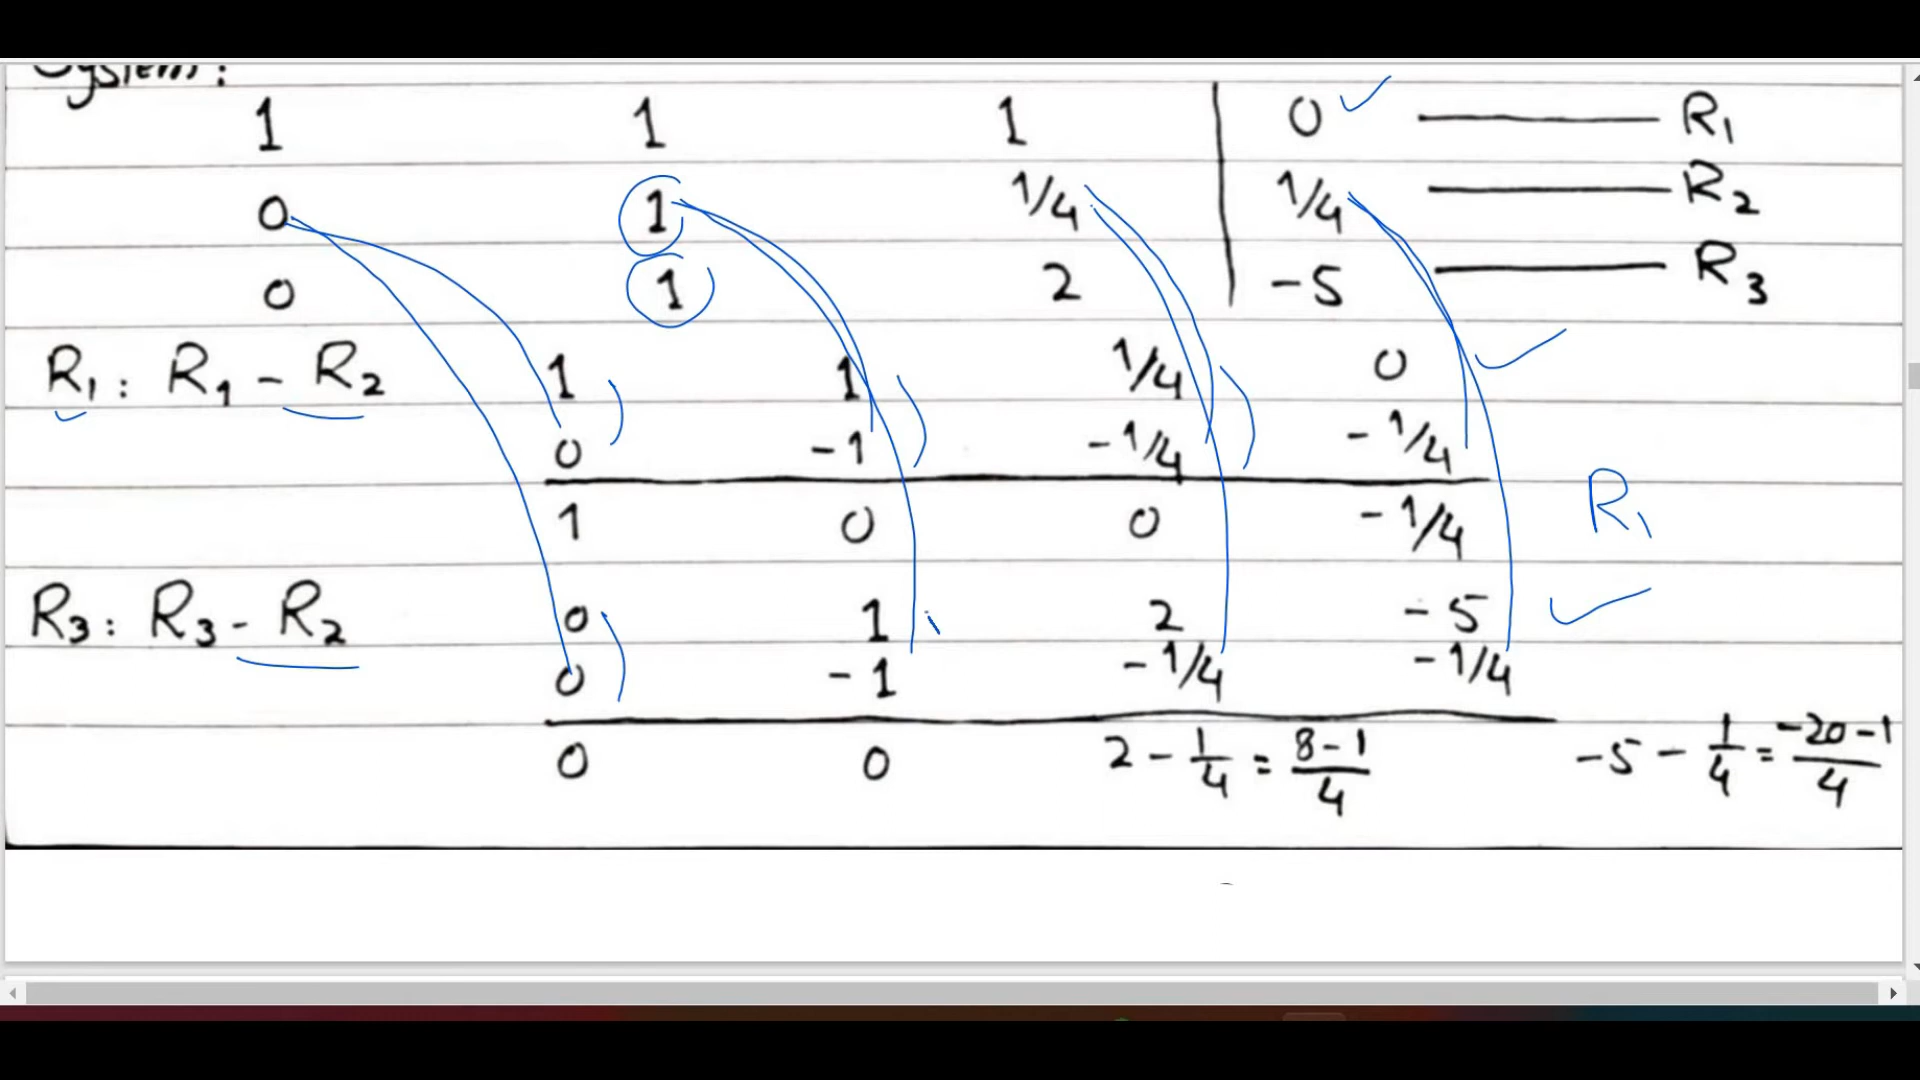 System:
1 1 1 | 0 ——— R₁
0 1 1/4 | 1/4 ——— R₂
0 1 2 | -5 ——— R₃
R₁: R₁ - R₂ 1 1 1/4 0
0 -1 -1/4 -1/4
1 0 0 -1/4 R₁
R₃: R₃ - R₂ 0 1 2 -5
0 -1 -1/4 -1/4
0 0 2 - 1/4 = 8-1/4 -5 - 1/4 = -20-1/4